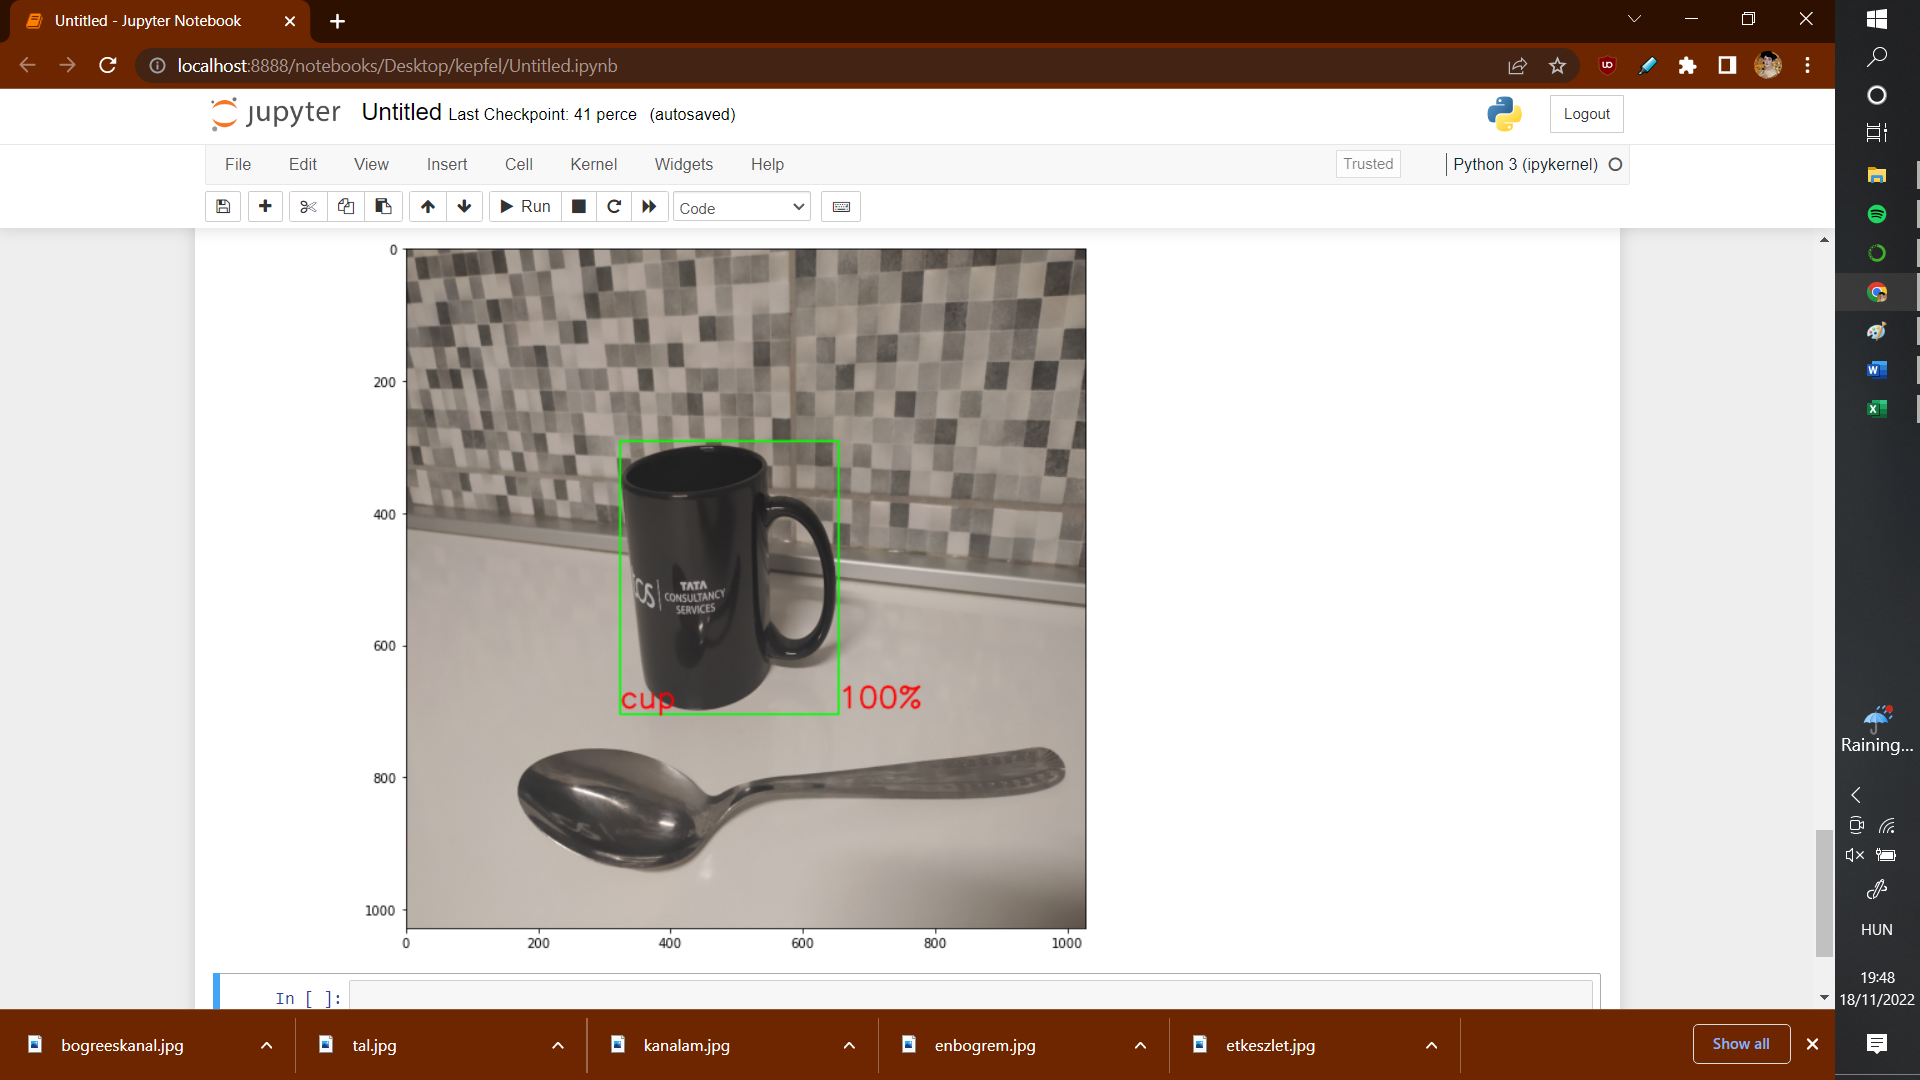 Untitled - Jupyter Notebook
localhost:8888/notebooks/Desktop/kepfel/Untitled.ipynb
jupyter Untitled Last Checkpoint: 41 perce (autosaved)
Logout
File Edit View Insert Cell Kernel Widgets Help
Trusted
Python 3 (ipykernel)
Run
Code
0
200
400
600
800
1000
TATA
CONSULTANCY
SERVICES
cup
100%
0 200 400 600 800 1000
In [ ]:
bogreeskanal.jpg
tal.jpg
kanalam.jpg
enbogrem.jpg
etkeszlet.jpg
Show all
Raining...
HUN
19:48
18/11/2022